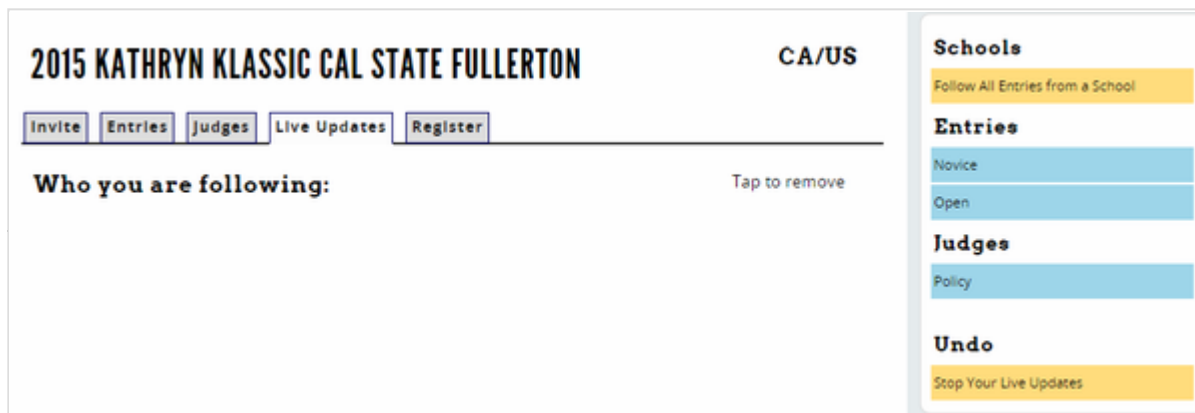 2015 KATHRYN KLASSIC CAL STATE FULLERTON
CA/US
Invite Entries Judges Live Updates Register
Who you are following:
Tap to remove
Schools
Follow All Entries from a School
Entries
Novice
Open
Judges
Policy
Undo
Stop Your Live Updates